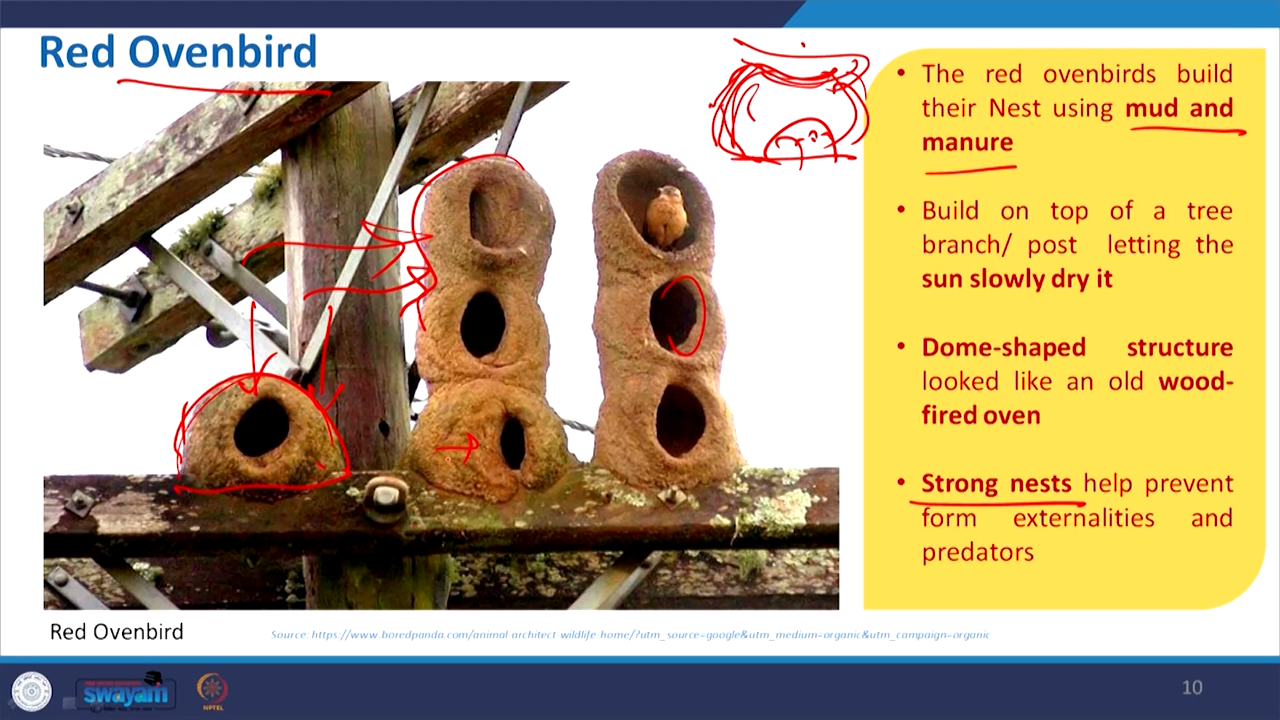 Red Ovenbird
• The red ovenbirds build
their Nest using mud and
manure
• Build on top of a tree
branch/ post letting the
sun slowly dry it
• Dome-shaped structure
looked like an old wood-
fired oven
• Strong nests help prevent
form externalities and
predators
Red Ovenbird
Source: https://www.boredpanda.com/animal-architect-wildlife-home/?utm_source=google&utm_medium=organic&utm_campaign=organic
swayam
NPTEL
10